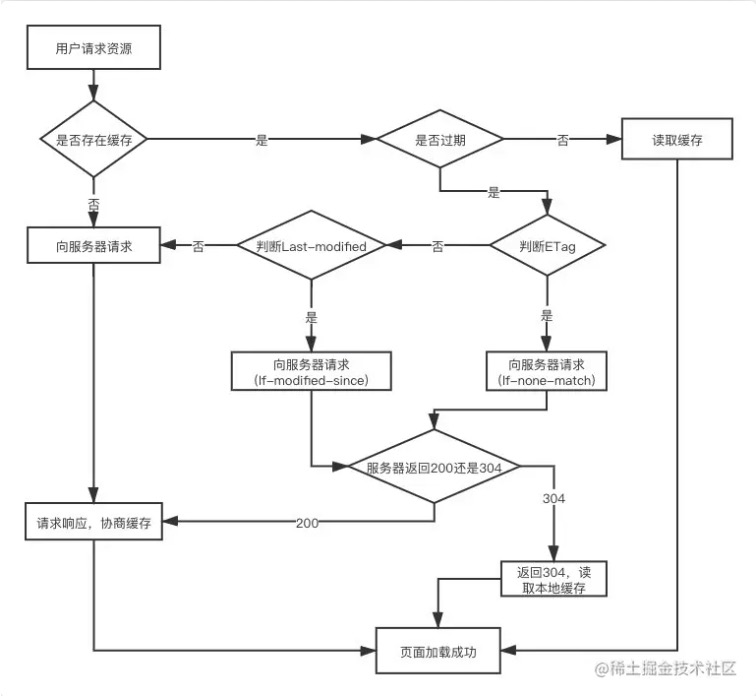 用户请求资源
是否存在缓存
是
是否过期
否
读取缓存
否
是
向服务器请求
否
判断Last-modified
否
判断ETag
是
是
向服务器请求
（If-modified-since）
向服务器请求
（If-none-match）
服务器返回200还是304
304
请求响应，协商缓存
200
返回304，读
取本地缓存
页面加载成功
@稀土掘金技术社区